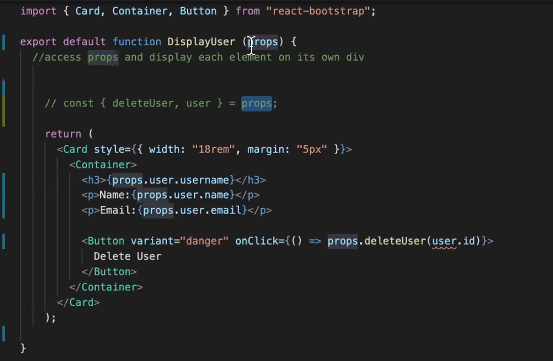 import { Card, Container, Button } from "react-bootstrap";
export default function DisplayUser (props) {
//access props and display each element on its own div
// const { deleteUser, user } = props;
return (
<Card style={{ width: "18rem", margin: "5px" }}>
<Container>
<h3>{props.user.username}</h3>
<p>Name:{props.user.name}</p>
<p>Email:{props.user.email}</p>
<Button variant="danger" onClick={() => props.deleteUser(user.id)}>
Delete User
</Button>
</Container>
</Card>
);
}